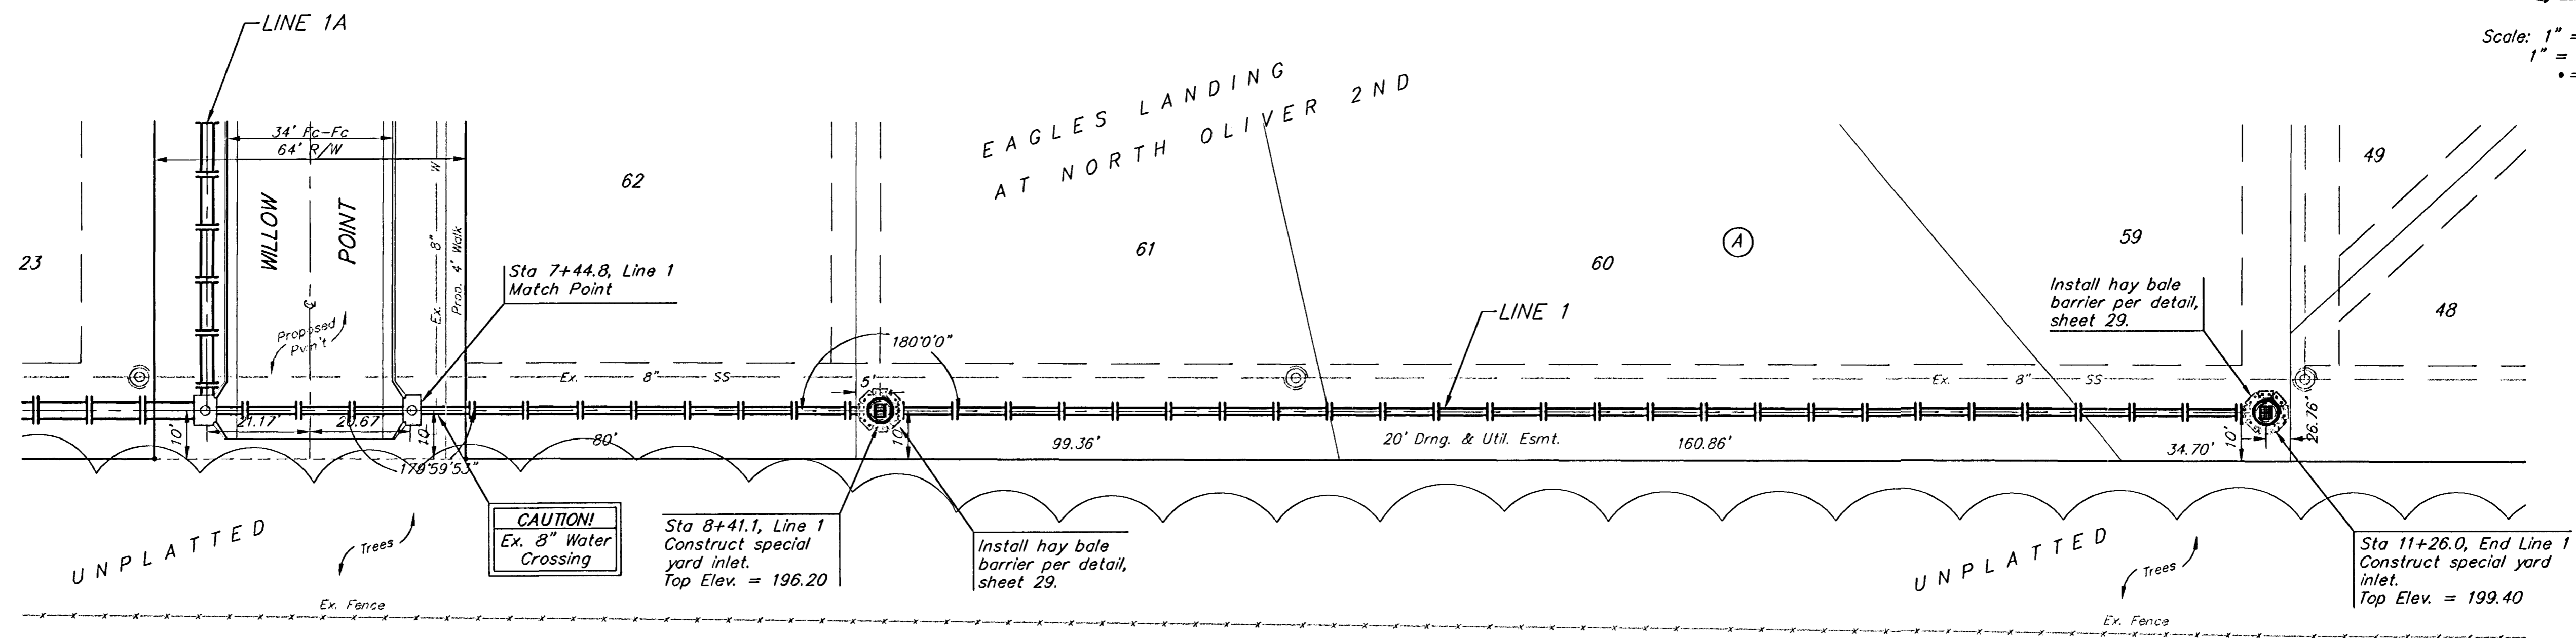 LINE 1A
Scale: 1" =
1" =
• =
34' Fc-Fc
64' R/W
WILLOW
POINT
Ex. 8" W
Prop. 4' Walk
Proposed
Pvm't
23
62
EAGLES LANDING
AT NORTH OLIVER 2ND
61
60
A
59
49
48
Sta 7+44.8, Line 1
Match Point
LINE 1
Install hay bale
barrier per detail,
sheet 29.
180°0'0"
Ex. 8" SS
Ex. 8" SS
5'
10'
21.17'
20.67
10'
179°59'53"
80'
10'
99.36'
20' Drng. & Util. Esmt.
160.86'
34.70'
10'
26.76'
UNPLATTED
Trees
CAUTION!
Ex. 8" Water
Crossing
Sta 8+41.1, Line 1
Construct special
yard inlet.
Top Elev. = 196.20
Install hay bale
barrier per detail,
sheet 29.
UNPLATTED
Trees
Sta 11+26.0, End Line 1
Construct special yard
inlet.
Top Elev. = 199.40
Ex. Fence
Ex. Fence